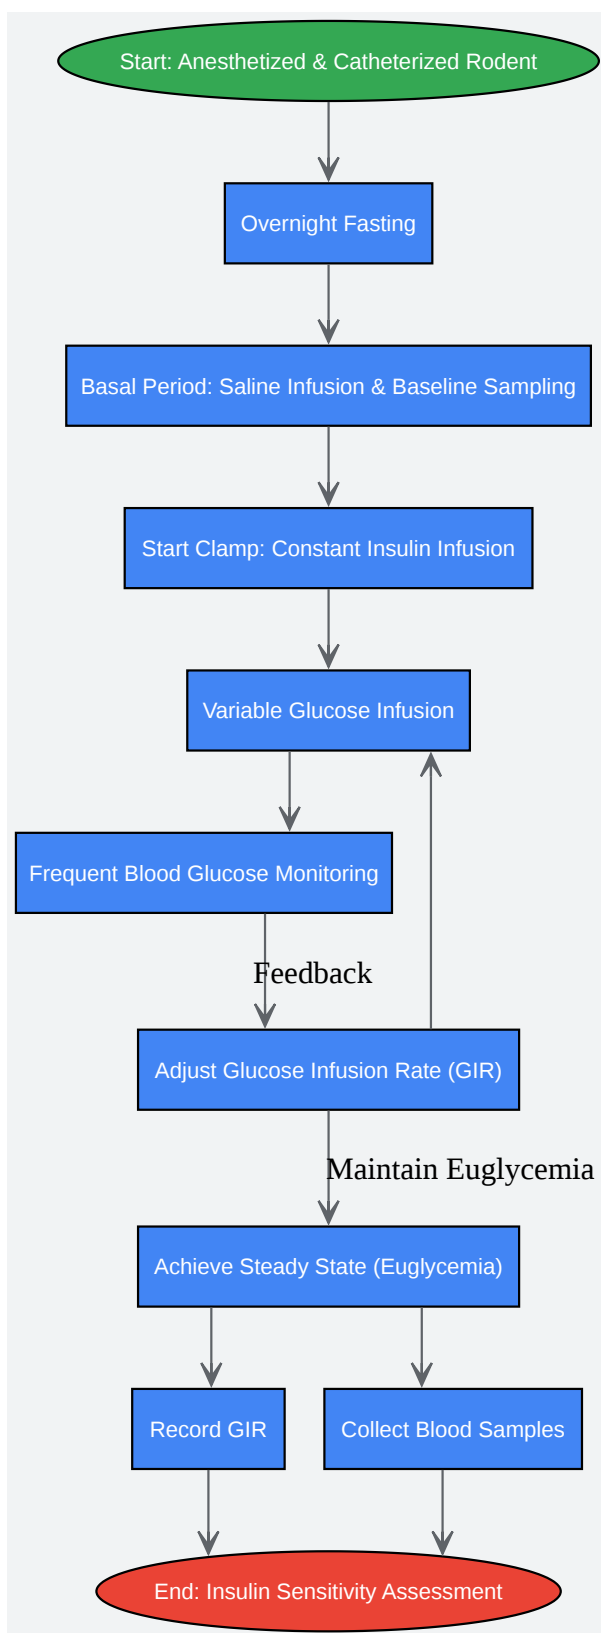 Start: Anesthetized & Catheterized Rodent
Overnight Fasting
Basal Period: Saline Infusion & Baseline Sampling
Start Clamp: Constant Insulin Infusion
Variable Glucose Infusion
Frequent Blood Glucose Monitoring
Feedback
Adjust Glucose Infusion Rate (GIR)
Maintain Euglycemia
Achieve Steady State (Euglycemia)
Record GIR
Collect Blood Samples
End: Insulin Sensitivity Assessment